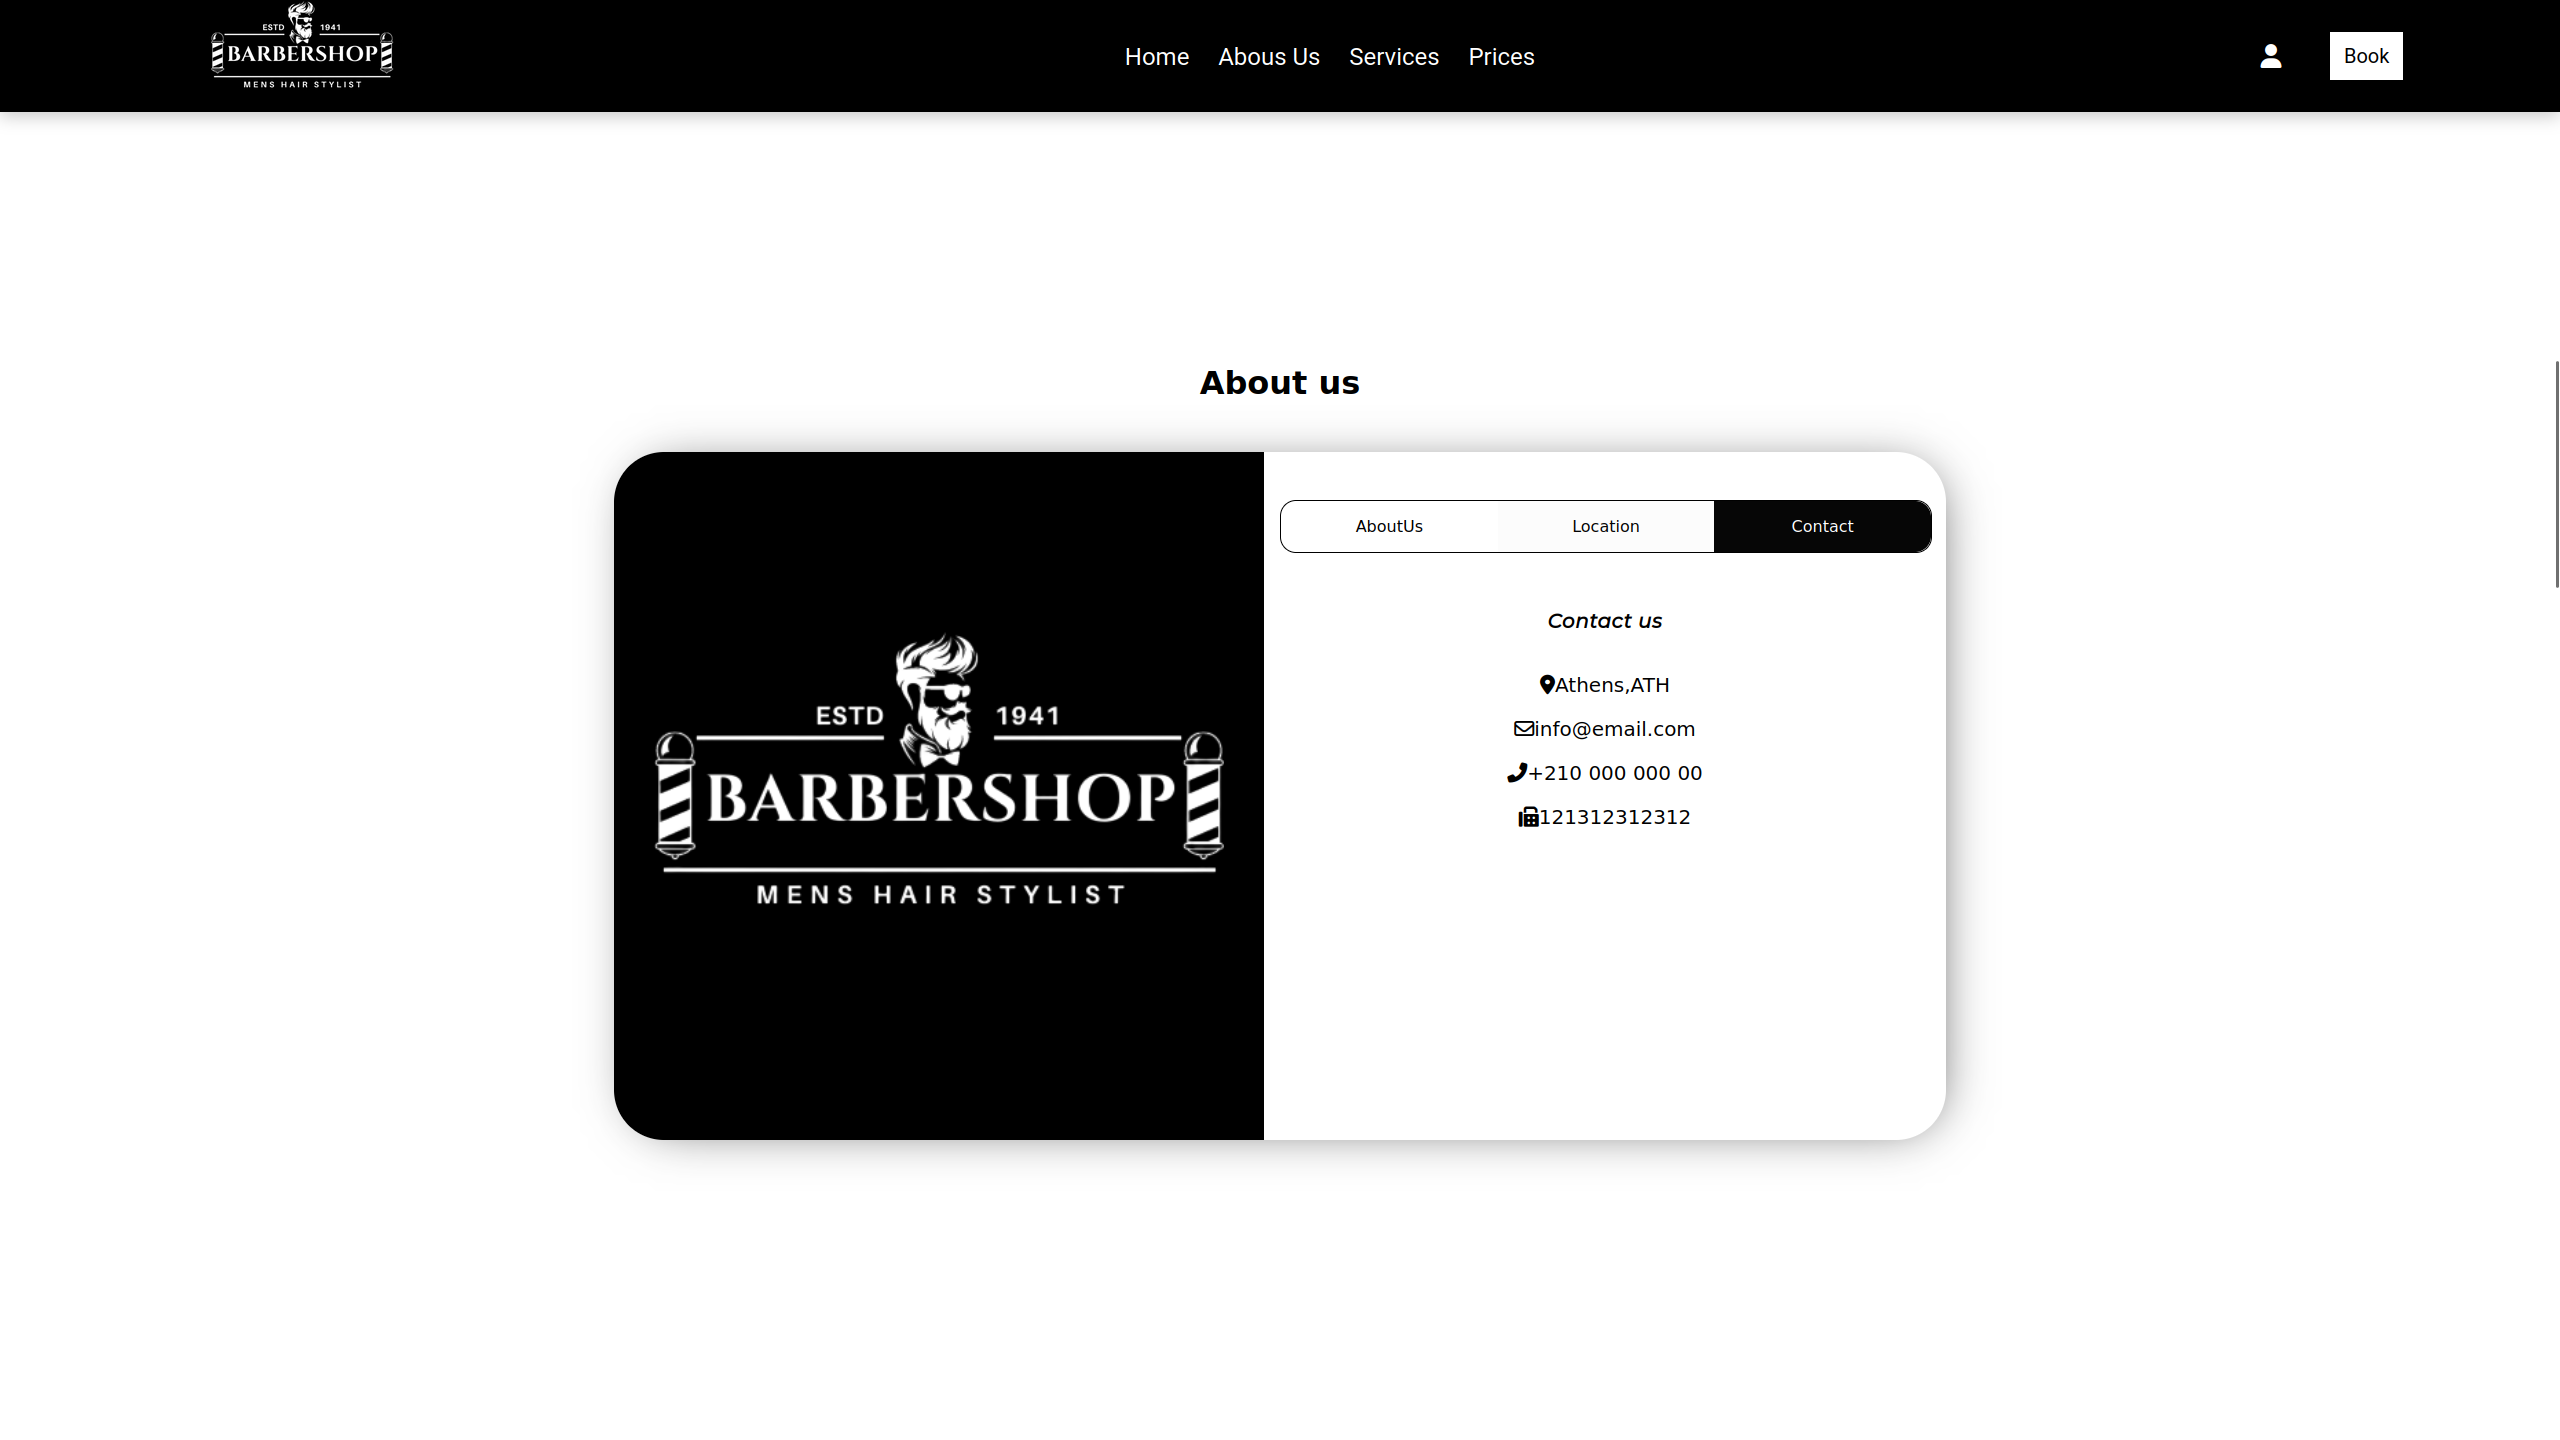 ESTD 1941
BARBERSHOP
MENS HAIR STYLIST
Home Abous Us Services Prices
Book
About us
ESTD 1941
BARBERSHOP
MENS HAIR STYLIST
AboutUs Location Contact
Contact us
Athens,ATH
info@email.com
+210 000 000 00
121312312312